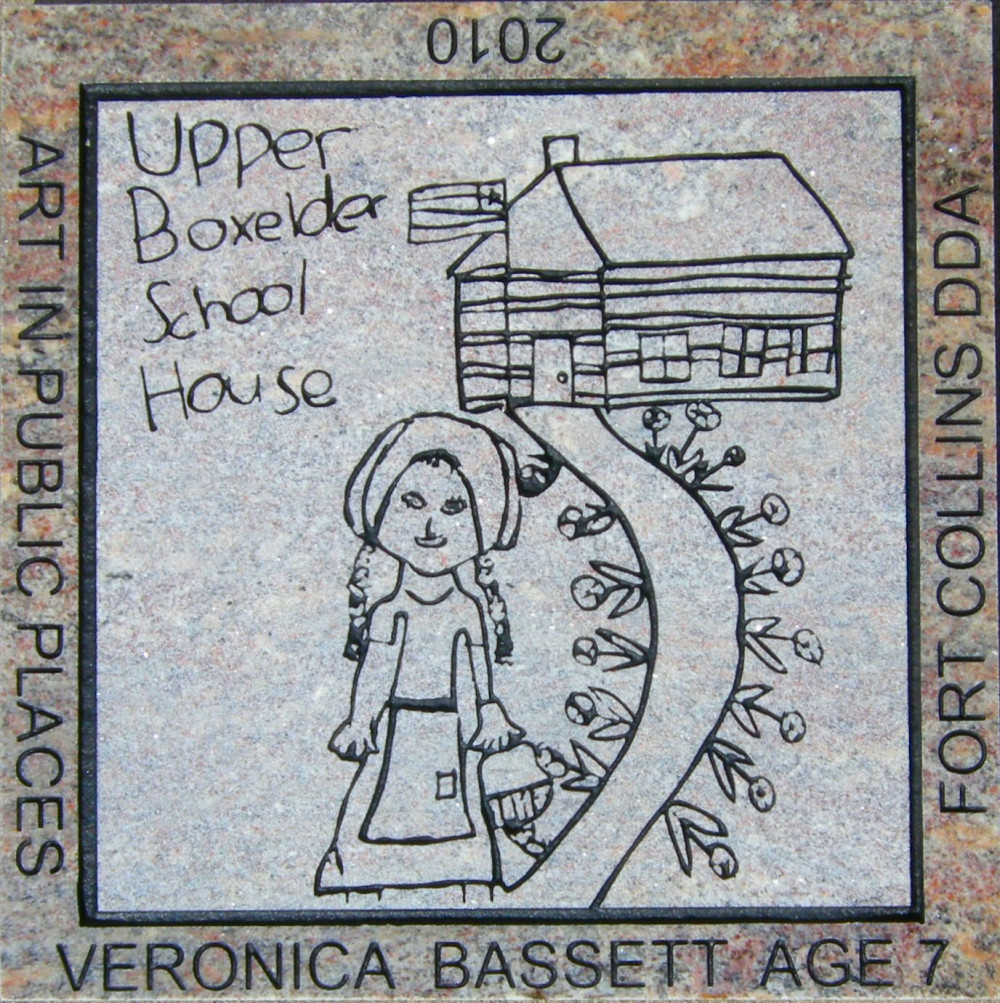 2010
Upper
Boxelder
School
House
ART IN PUBLIC PLACES
FORT COLLINS DDA
VERONICA BASSETT AGE 7